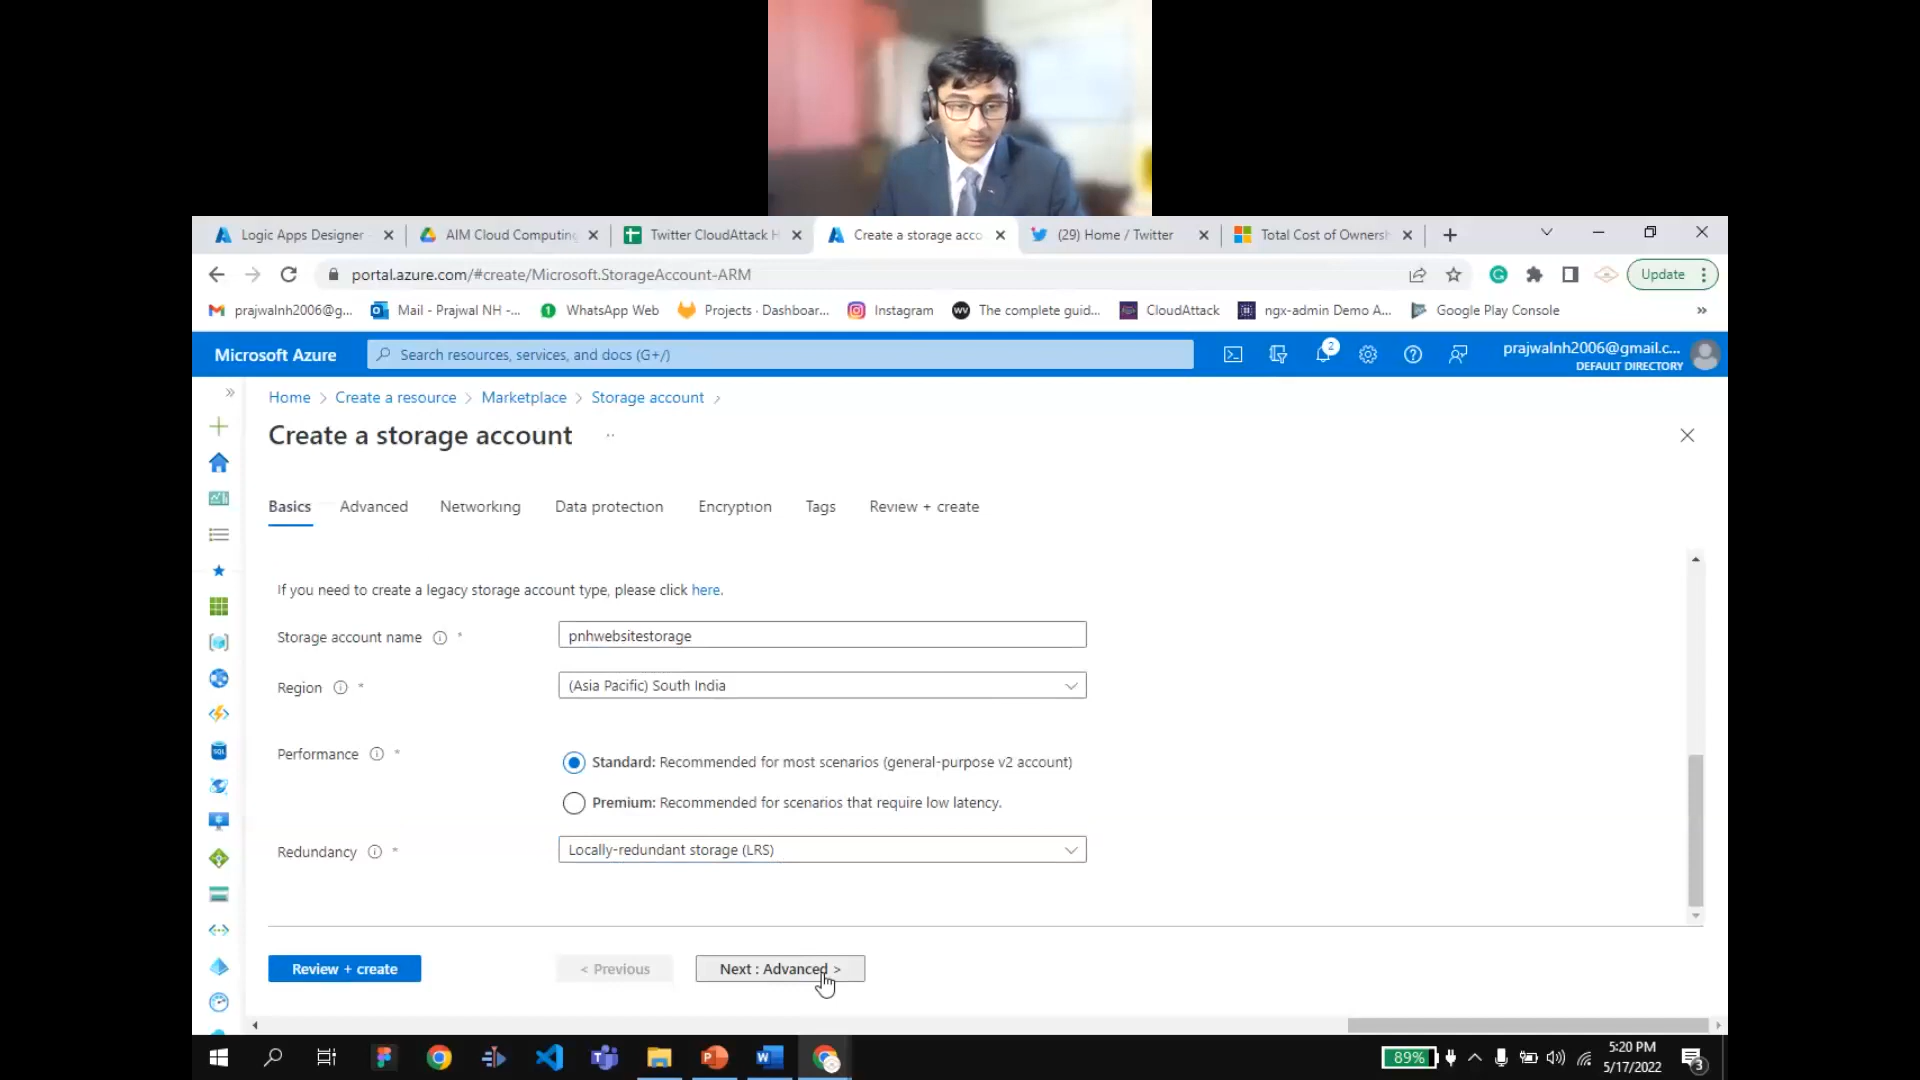 Logic Apps Designer
AIM Cloud Computing
Twitter CloudAttack H
Create a storage acco
(29) Home / Twitter
Total Cost of Ownersh
portal.azure.com/#create/Microsoft.StorageAccount-ARM
Update
prajwalnh2006@g...
Mail - Prajwal NH -...
WhatsApp Web
Projects · Dashboar...
Instagram
The complete guid...
CloudAttack
ngx-admin Demo A...
Google Play Console
»
Microsoft Azure
Search resources, services, and docs (G+/)
2
prajwalnh2006@gmail.c...
DEFAULT DIRECTORY
Home > Create a resource > Marketplace > Storage account >
Create a storage account
Basics
Advanced
Networking
Data protection
Encryption
Tags
Review + create
If you need to create a legacy storage account type, please click here.
Storage account name *
pnhwebsitestorage
Region *
(Asia Pacific) South India
Performance *
Standard: Recommended for most scenarios (general-purpose v2 account)
Premium: Recommended for scenarios that require low latency.
Redundancy *
Locally-redundant storage (LRS)
Review + create
< Previous
Next : Advanced >
89%
5:20 PM
5/17/2022
3